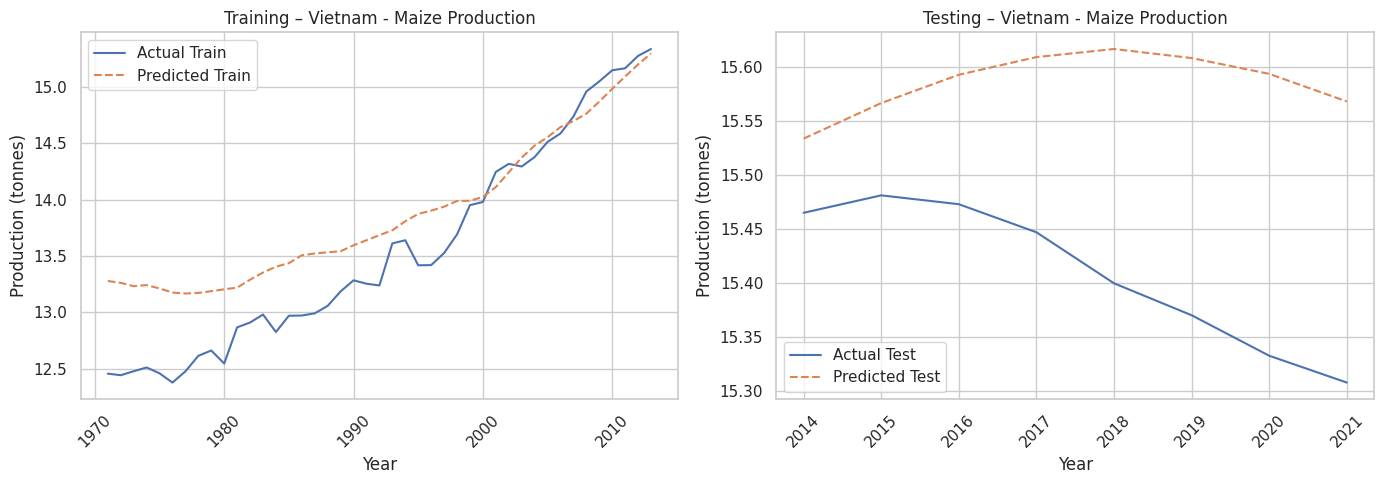 Training – Vietnam - Maize Production
Actual Train
Predicted Train
Production (tonnes)
15.0
14.5
14.0
13.5
13.0
12.5
1970
1980
1990
2000
2010
Year
Testing – Vietnam - Maize Production
Production (tonnes)
15.60
15.55
15.50
15.45
15.40
15.35
15.30
Actual Test
Predicted Test
2014
2015
2016
2017
2018
2019
2020
2021
Year